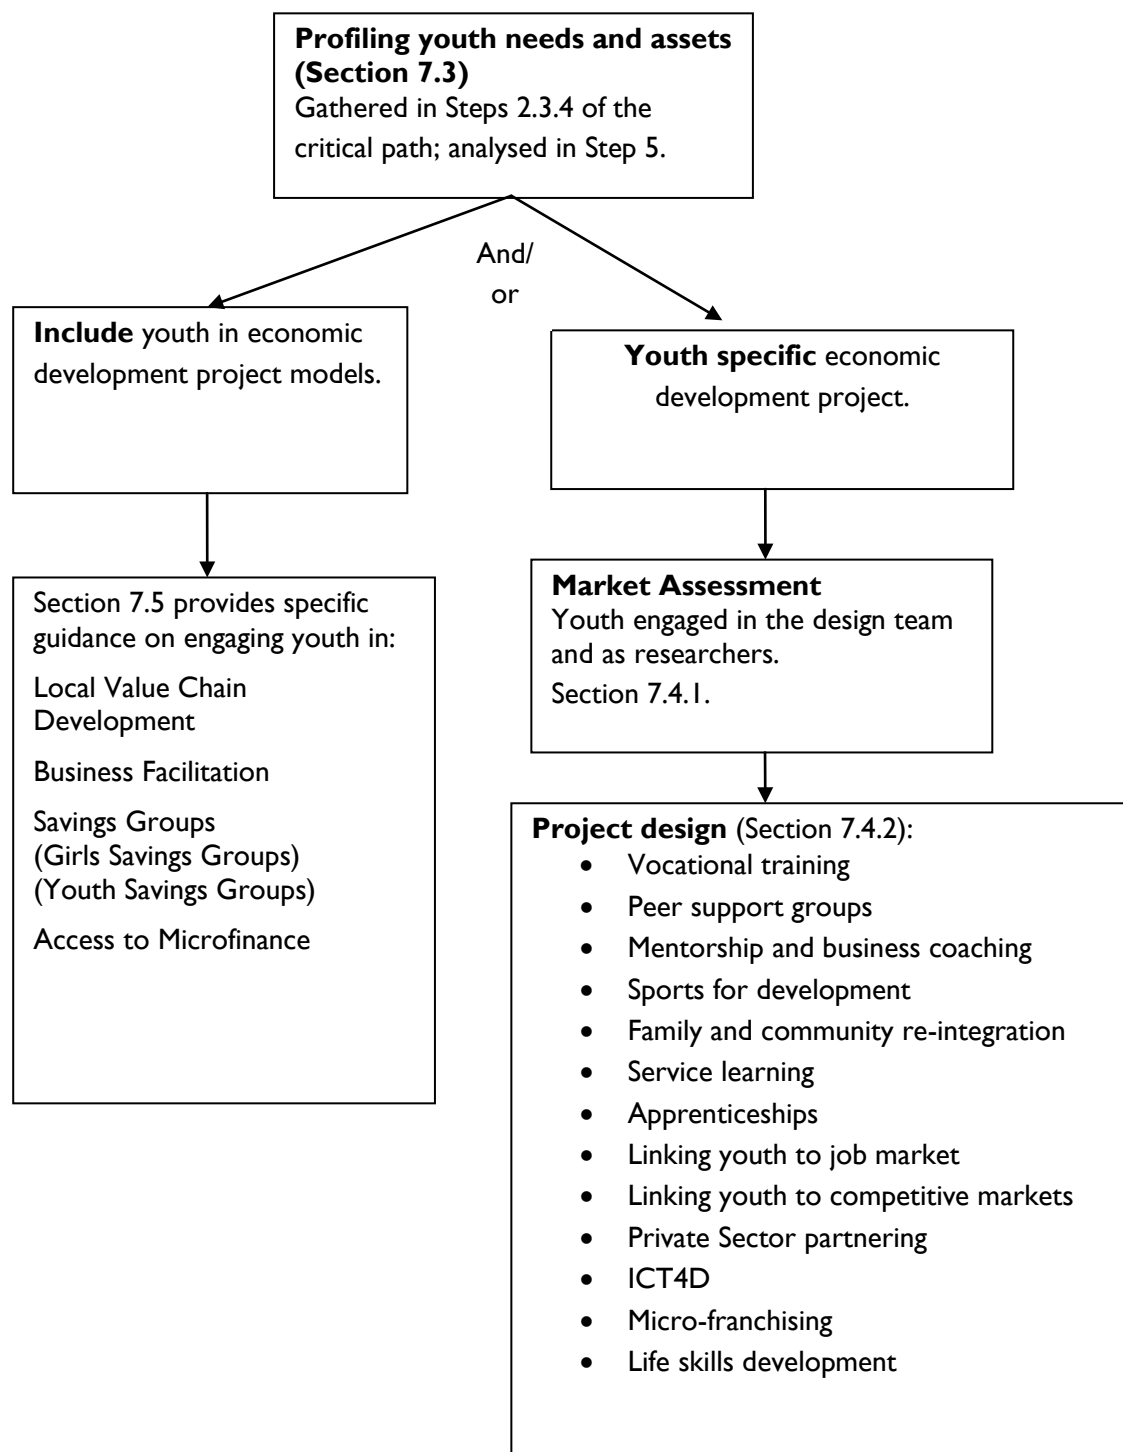 Profiling youth needs and assets
(Section 7.3)
Gathered in Steps 2.3.4 of the
critical path; analysed in Step 5.
And/
or
Include youth in economic
development project models.
Youth specific economic
development project.
Section 7.5 provides specific
guidance on engaging youth in:
Local Value Chain
Development
Business Facilitation
Savings Groups
(Girls Savings Groups)
(Youth Savings Groups)
Access to Microfinance
Market Assessment
Youth engaged in the design team
and as researchers.
Section 7.4.1.
Project design (Section 7.4.2):
• Vocational training
• Peer support groups
• Mentorship and business coaching
• Sports for development
• Family and community re-integration
• Service learning
• Apprenticeships
• Linking youth to job market
• Linking youth to competitive markets
• Private Sector partnering
• ICT4D
• Micro-franchising
• Life skills development